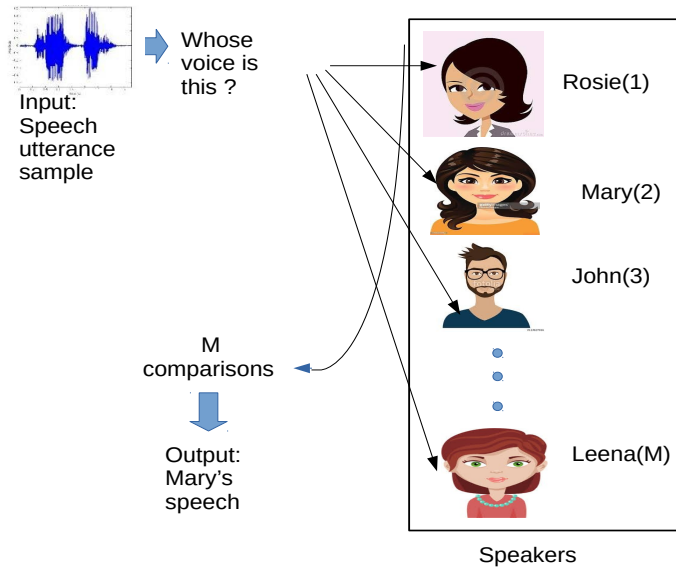 Whose
voice is
this ?
Input:
Speech
utterance
sample
Rosie(1)
Mary(2)
John(3)
M
comparisons
Output:
Mary's
speech
Leena(M)
Speakers